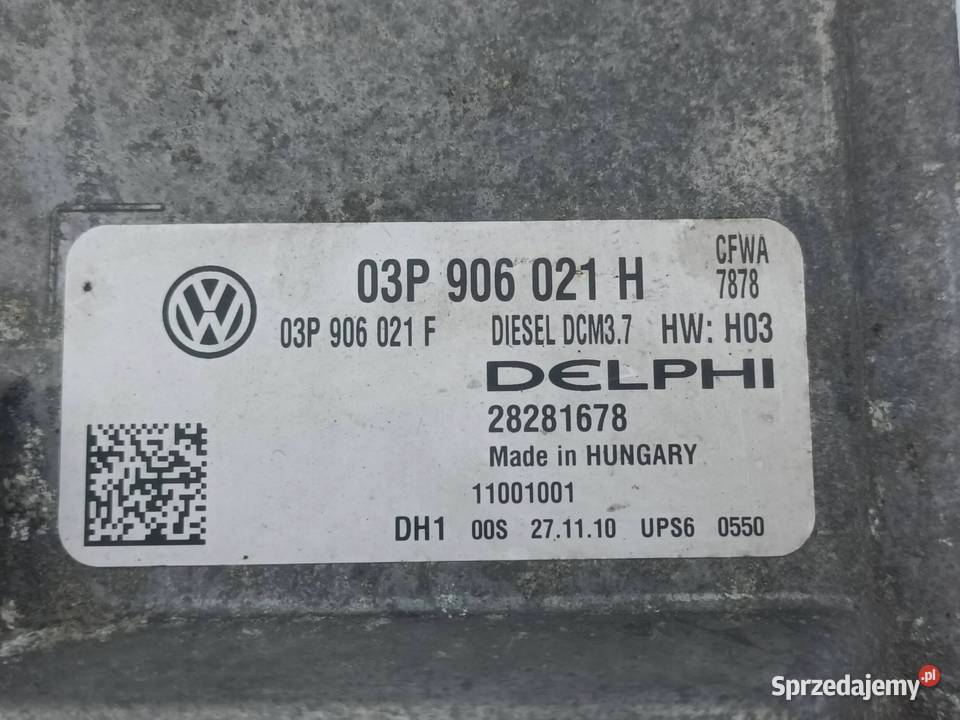 CFWA
03P 906 021 H 7878
03P 906 021 F DIESEL DCM3.7 HW: H03
DELPHI
28281678
Made in HUNGARY
11001001
DH1 00S 27.11.10 UPS6 0550
Sprzedajemy.pl